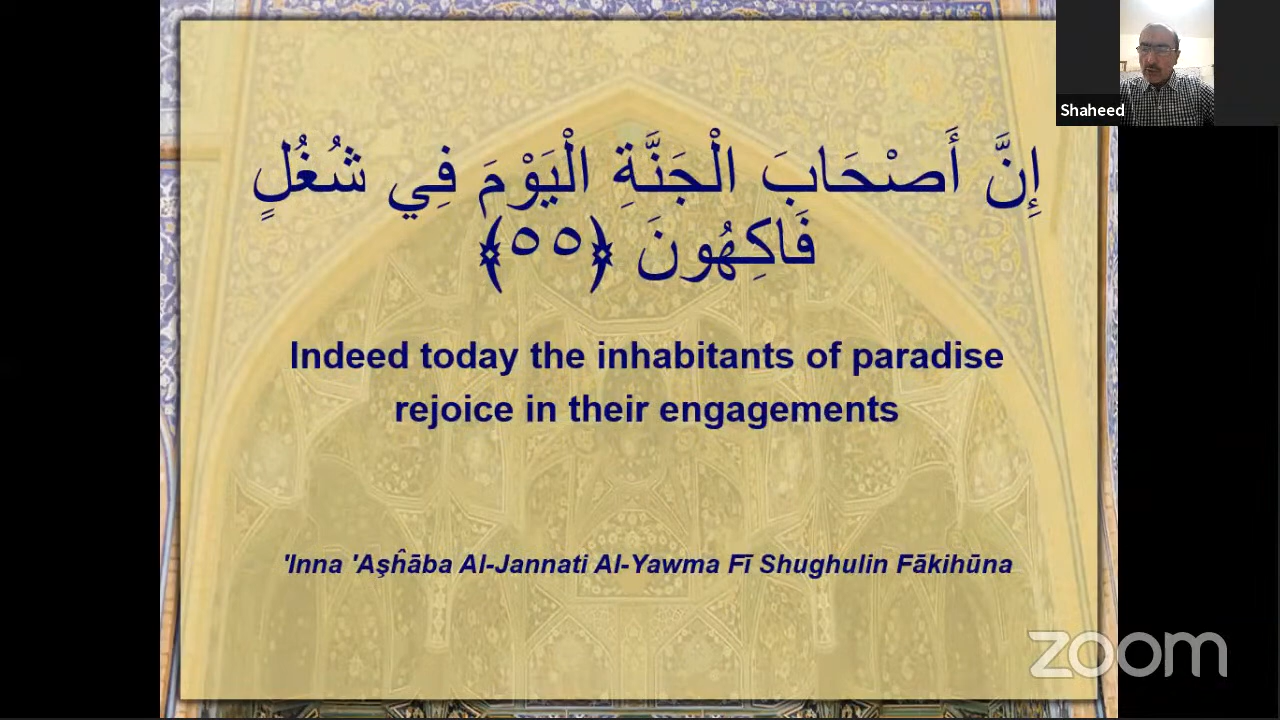 Shaheed
إِنَّ أَصْحَابَ الْجَنَّةِ الْيَوْمَ فِي شُغُلٍ
فَاكِهُونَ ﴿٥٥﴾
Indeed today the inhabitants of paradise
rejoice in their engagements
'Inna 'Aşĥāba Al-Jannati Al-Yawma Fī Shughulin Fākihūna
zoom